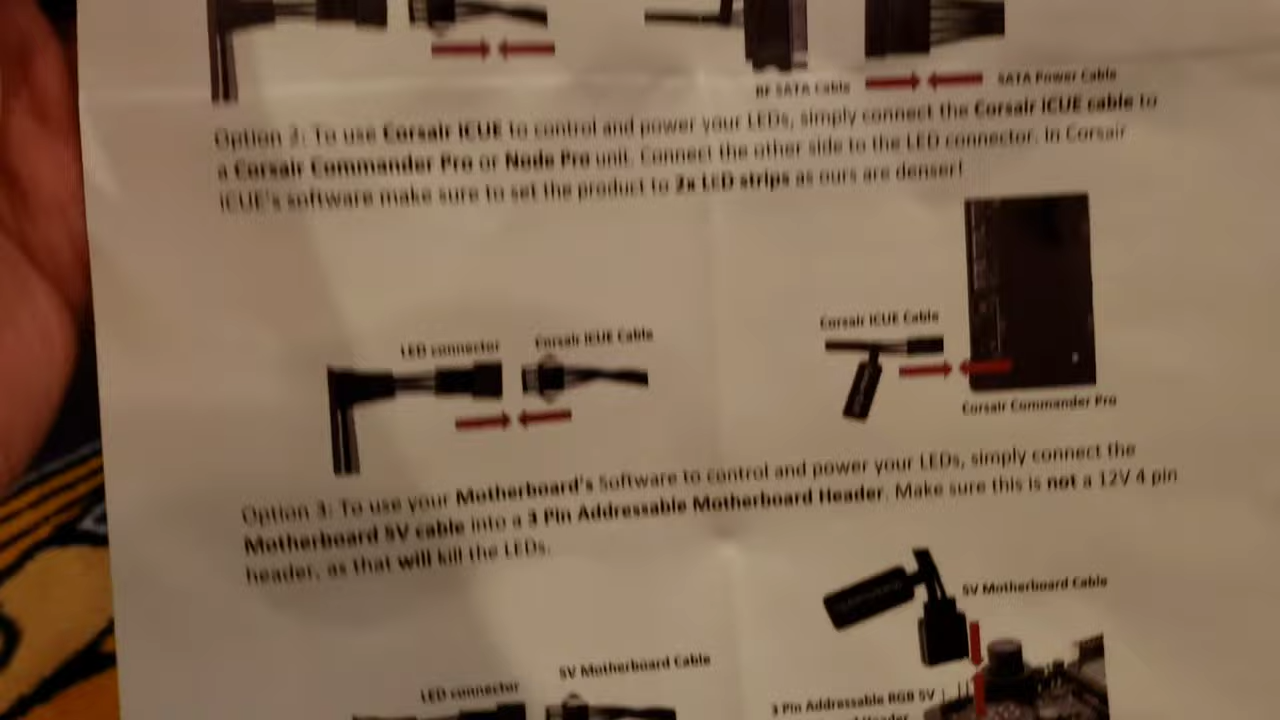 RF SATA Cable
SATA Power Cable
Option 2: To use Corsair iCUE to control and power your LEDs, simply connect the Corsair iCUE cable to
a Corsair Commander Pro or Node Pro unit. Connect the other side to the LED connector. In Corsair
iCUE's software make sure to set the product to 2x LED strips as ours are denser!
LED connector
Corsair iCUE Cable
Corsair iCUE Cable
Corsair Commander Pro
Option 3: To use your Motherboard's Software to control and power your LEDs, simply connect the
Motherboard 5V cable into a 3 Pin Addressable Motherboard Header. Make sure this is not a 12V 4 pin
header, as that will kill the LEDs.
5V Motherboard Cable
LED connector
5V Motherboard Cable
3 Pin Addressable RGB 5V
Header